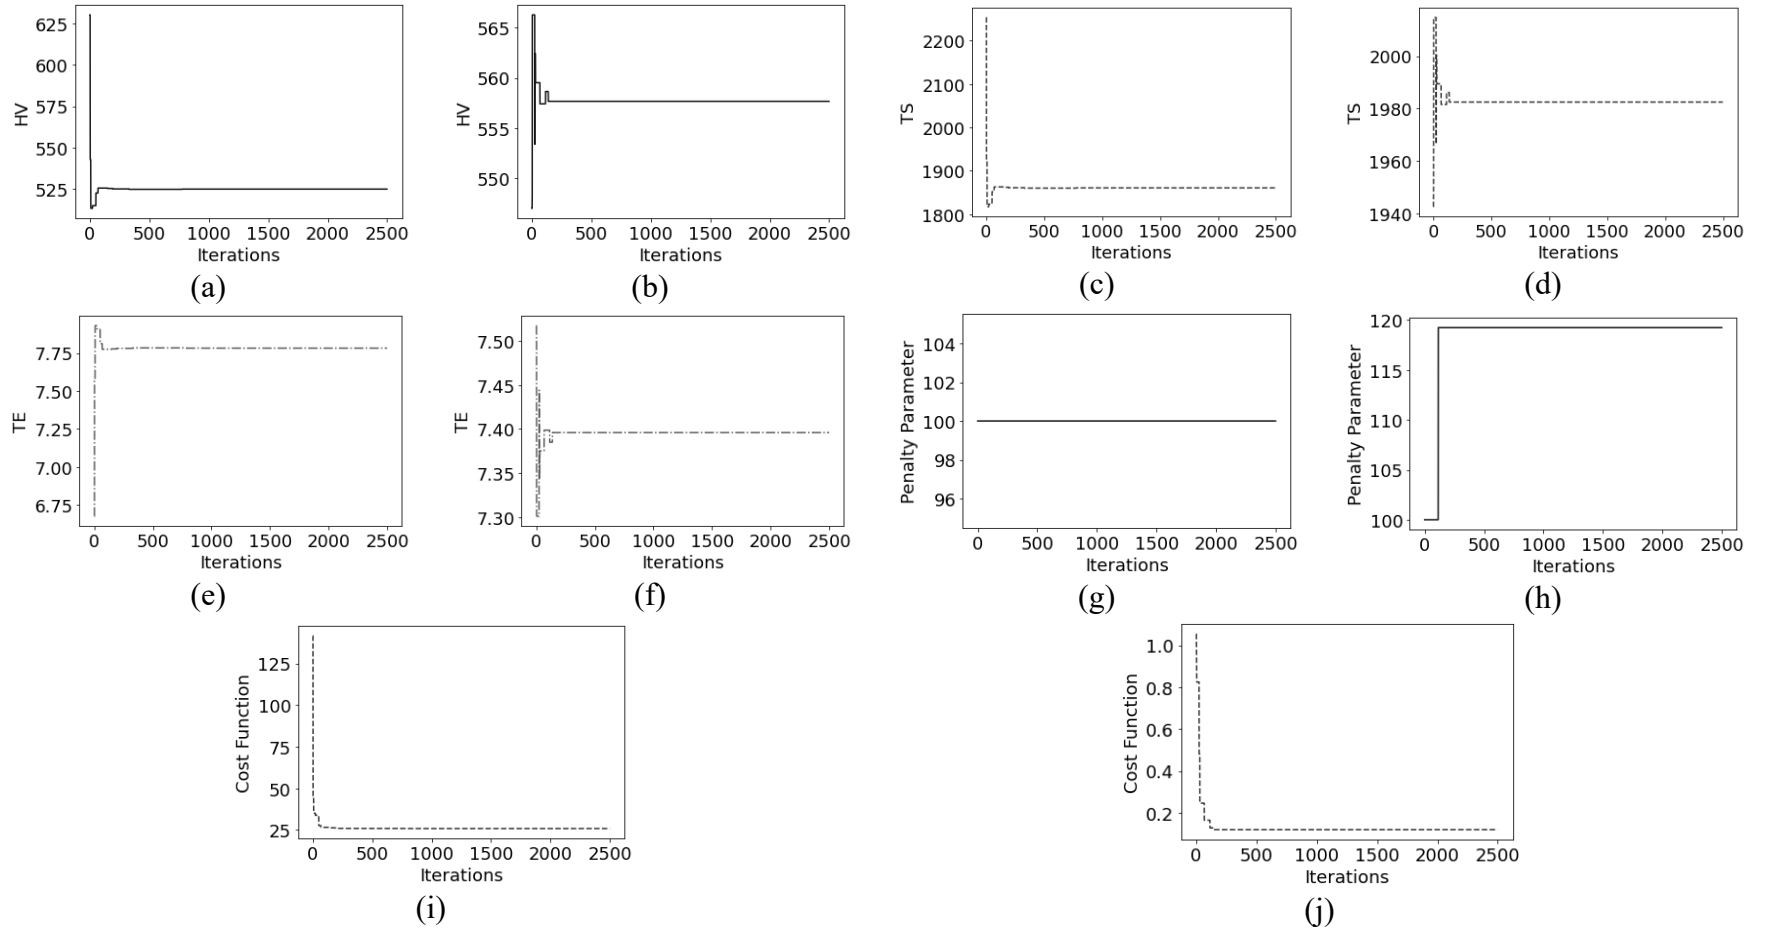 HV
625
600
575
550
525
0 500 1000 1500 2000 2500
Iterations
(a)
HV
565
560
555
550
0 500 1000 1500 2000 2500
Iterations
(b)
TS
2200
2100
2000
1900
1800
0 500 1000 1500 2000 2500
Iterations
(c)
TS
2000
1980
1960
1940
0 500 1000 1500 2000 2500
Iterations
(d)
TE
7.75
7.50
7.25
7.00
6.75
0 500 1000 1500 2000 2500
Iterations
(e)
TE
7.50
7.45
7.40
7.35
7.30
0 500 1000 1500 2000 2500
Iterations
(f)
Penalty Parameter
104
102
100
98
96
0 500 1000 1500 2000 2500
Iterations
(g)
Penalty Parameter
120
115
110
105
100
0 500 1000 1500 2000 2500
Iterations
(h)
Cost Function
125
100
75
50
25
0 500 1000 1500 2000 2500
Iterations
(i)
Cost Function
1.0
0.8
0.6
0.4
0.2
0 500 1000 1500 2000 2500
Iterations
(j)